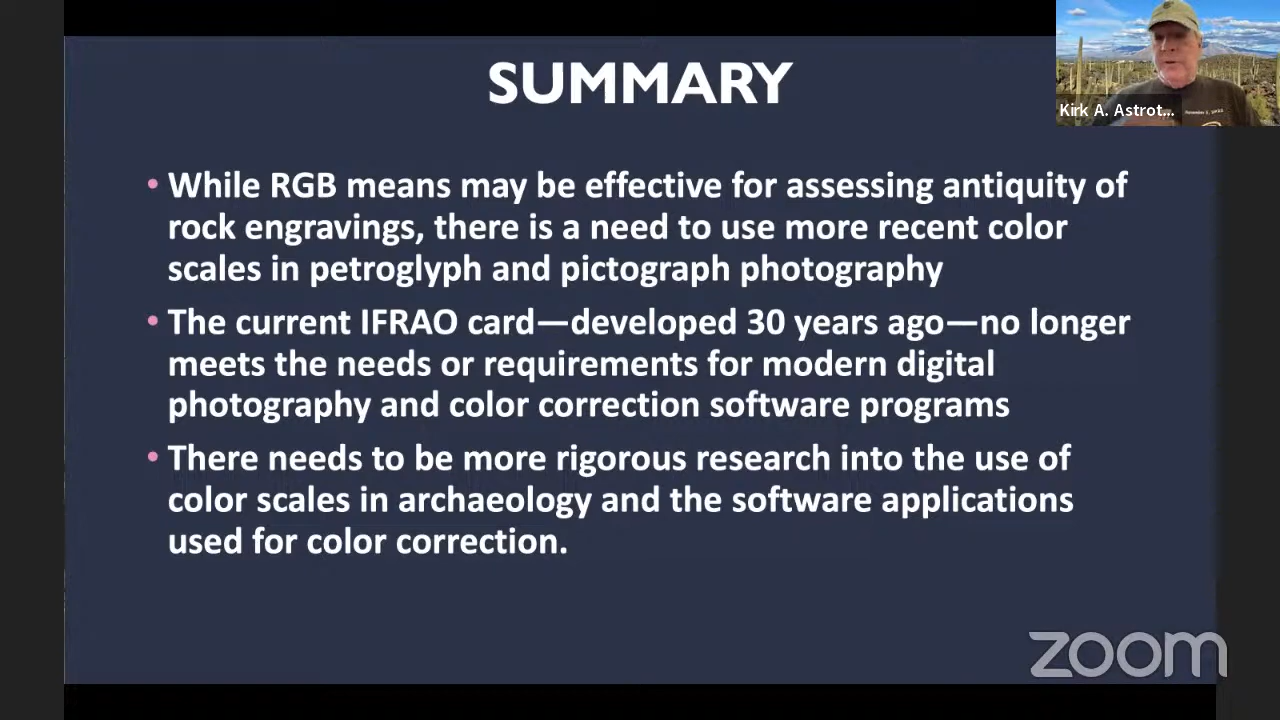 SUMMARY
Kirk A. Astrot...
• While RGB means may be effective for assessing antiquity of
rock engravings, there is a need to use more recent color
scales in petroglyph and pictograph photography
• The current IFRAO card—developed 30 years ago—no longer
meets the needs or requirements for modern digital
photography and color correction software programs
• There needs to be more rigorous research into the use of
color scales in archaeology and the software applications
used for color correction.
zoom